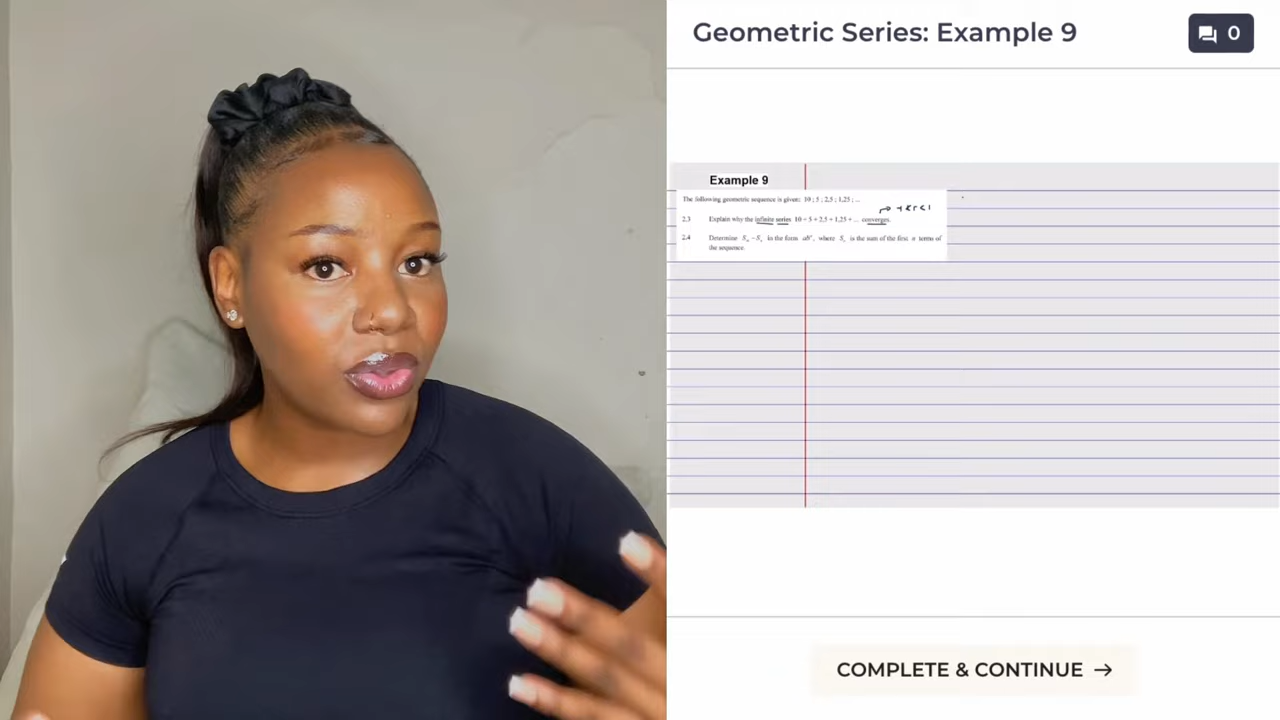 Geometric Series: Example 9
0
Example 9
The following geometric sequence is given: 10 ; 5 ; 2,5 ; 1,25 ; ...
-1<r<1
2.3 Explain why the infinite series 10 + 5 + 2,5 + 1,25 + ... converges.
2.4 Determine S∞ − Sₙ in the form abⁿ, where Sₙ is the sum of the first n terms of
the sequence.
COMPLETE & CONTINUE →